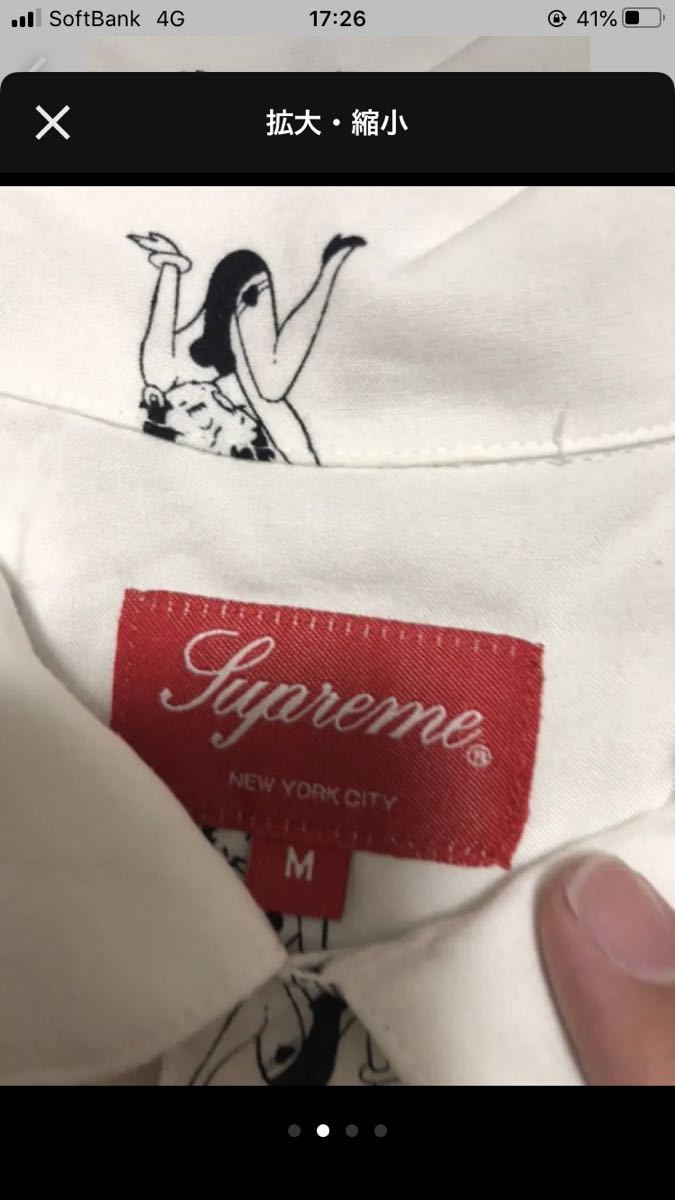 SoftBank 4G 17:26 41%
拡大・縮小
Supreme®
NEW YORK CITY
M